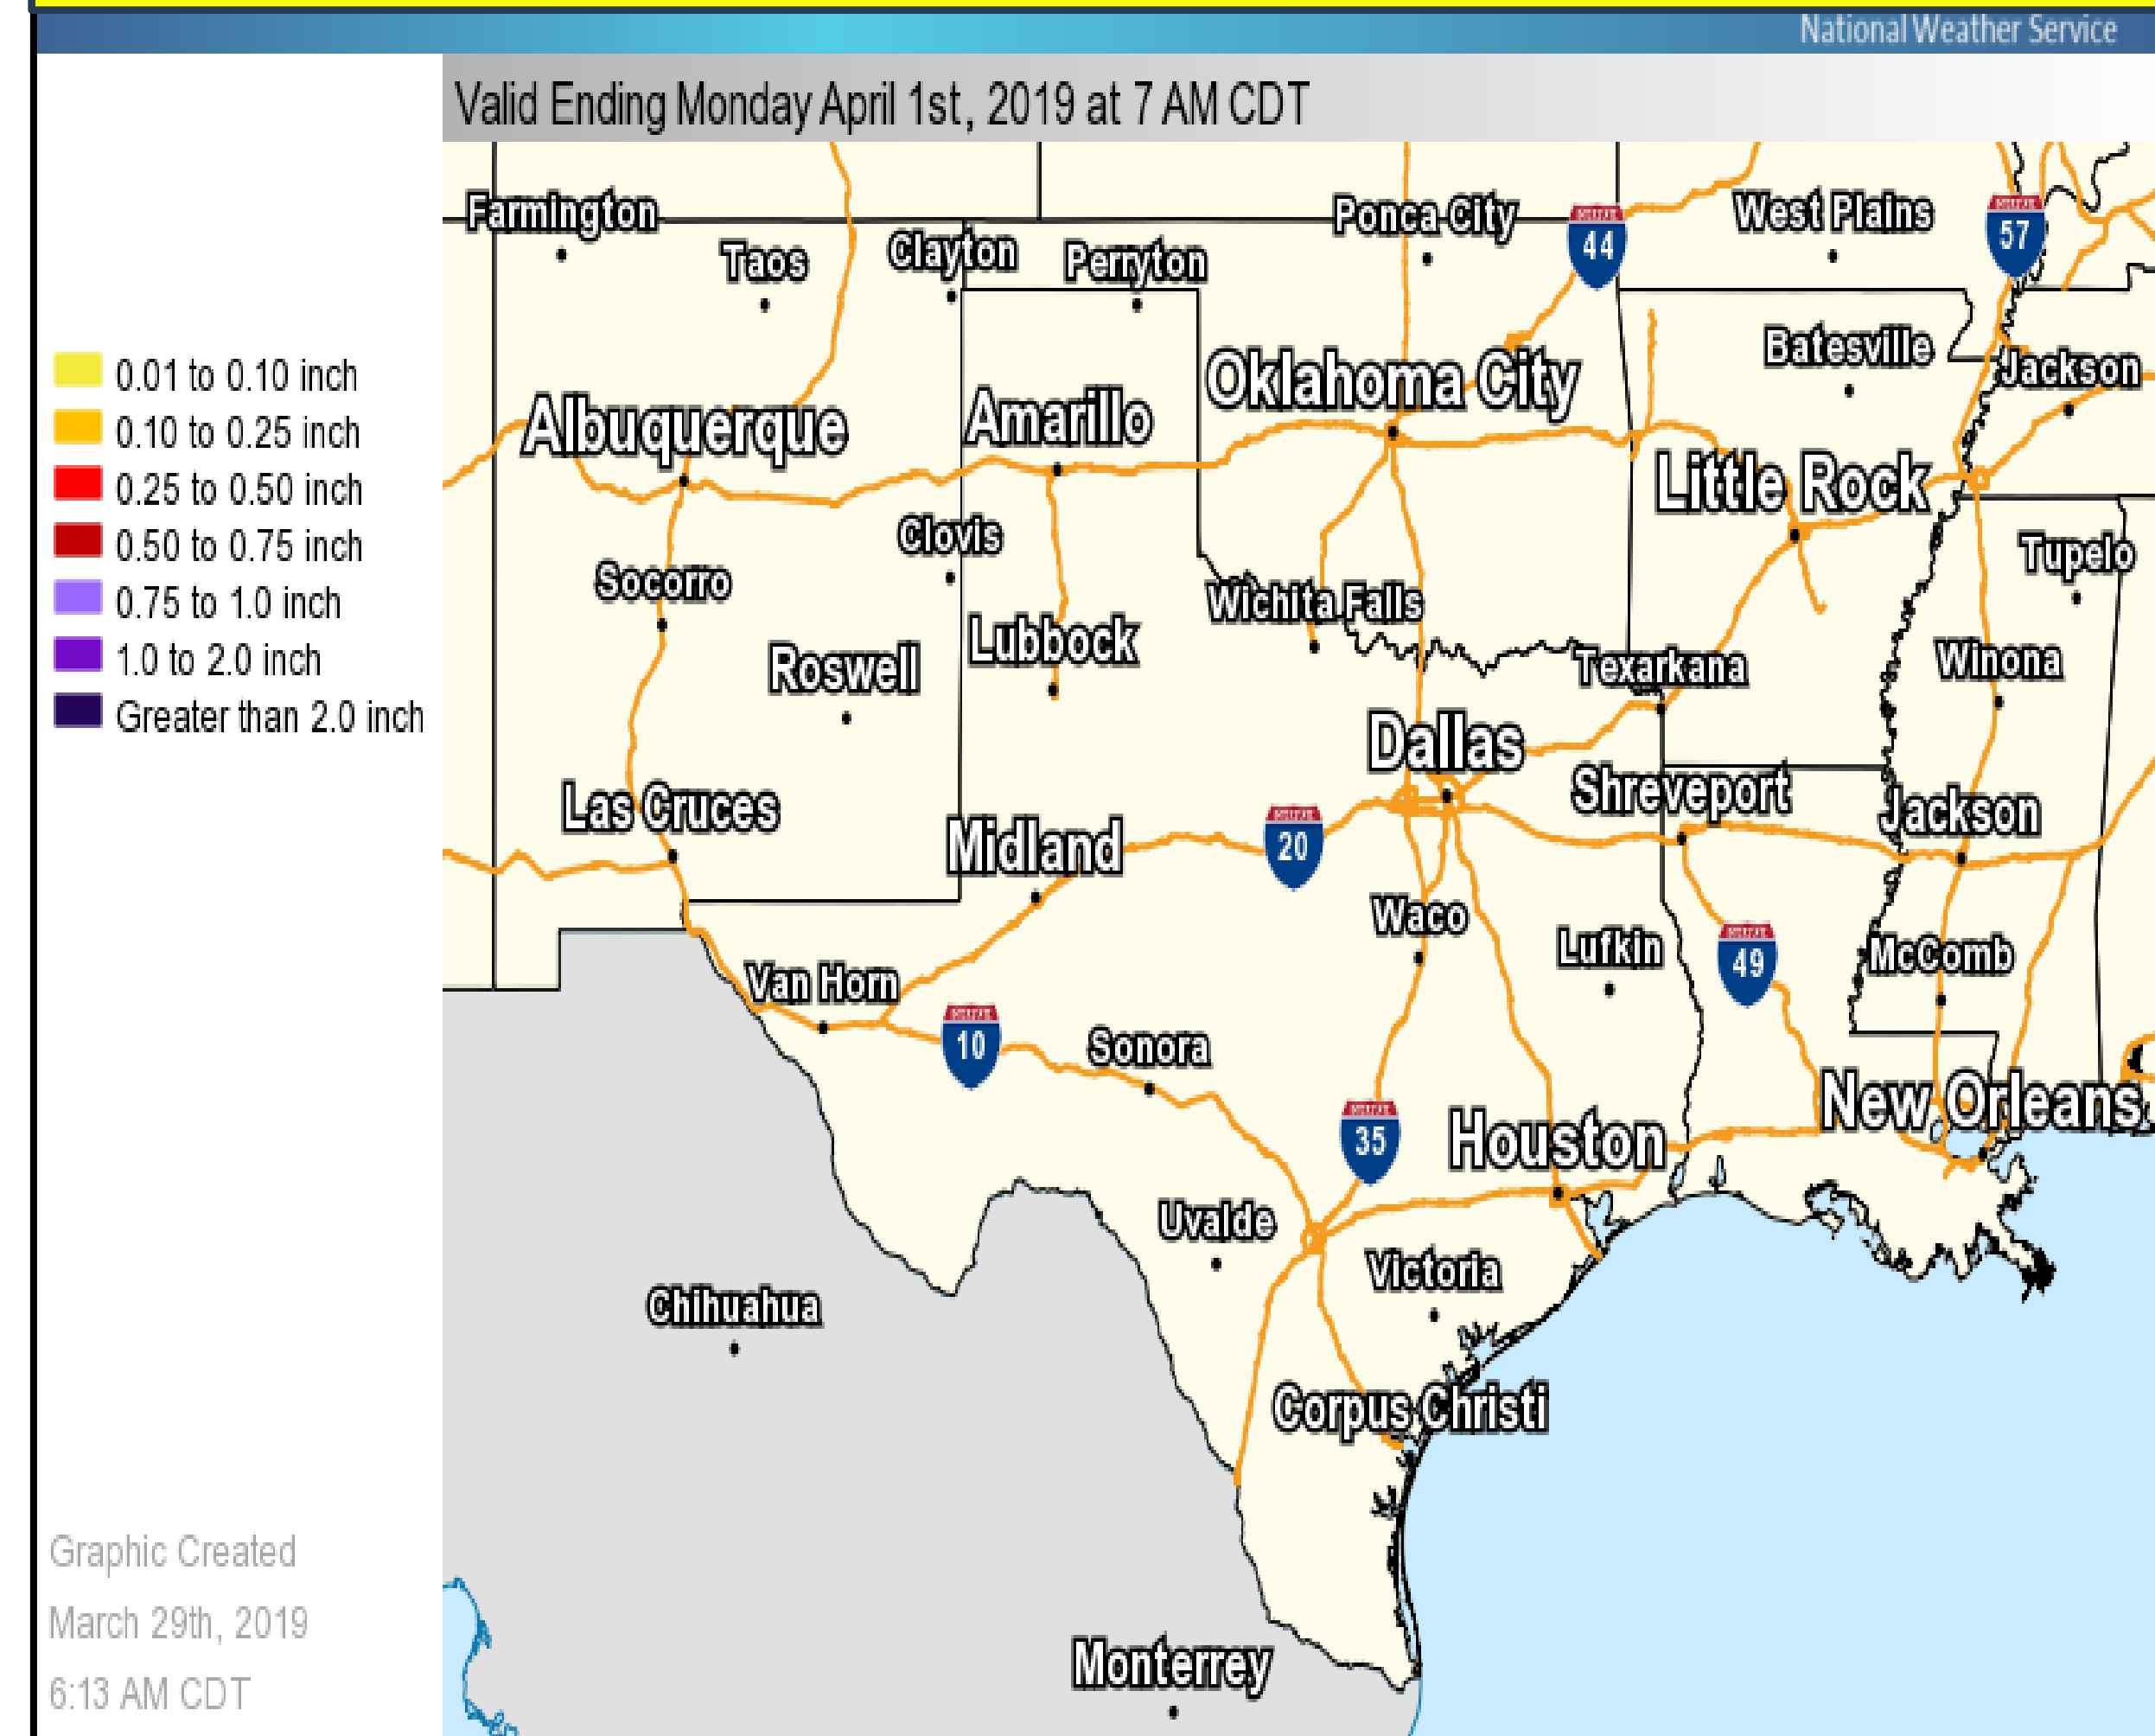 National Weather Service
Valid Ending Monday April 1st, 2019 at 7 AM CDT
0.01 to 0.10 inch
0.10 to 0.25 inch
0.25 to 0.50 inch
0.50 to 0.75 inch
0.75 to 1.0 inch
1.0 to 2.0 inch
Greater than 2.0 inch
Graphic Created
March 29th, 2019
6:13 AM CDT
Farmington
Taos
Clayton
Perryton
Ponca City
44
West Plains
57
Batesville
Jackson
Oklahoma City
Albuquerque
Amarillo
Little Rock
Clovis
Tupelo
Socorro
Wichita Falls
Lubbock
Roswell
Texarkana
Winona
Dallas
Shreveport
Las Cruces
Jackson
Midland
20
Waco
Lufkin
49
McComb
Van Horn
10
Sonora
New Orleans
35
Houston
Uvalde
Victoria
Chihuahua
Corpus Christi
Monterrey